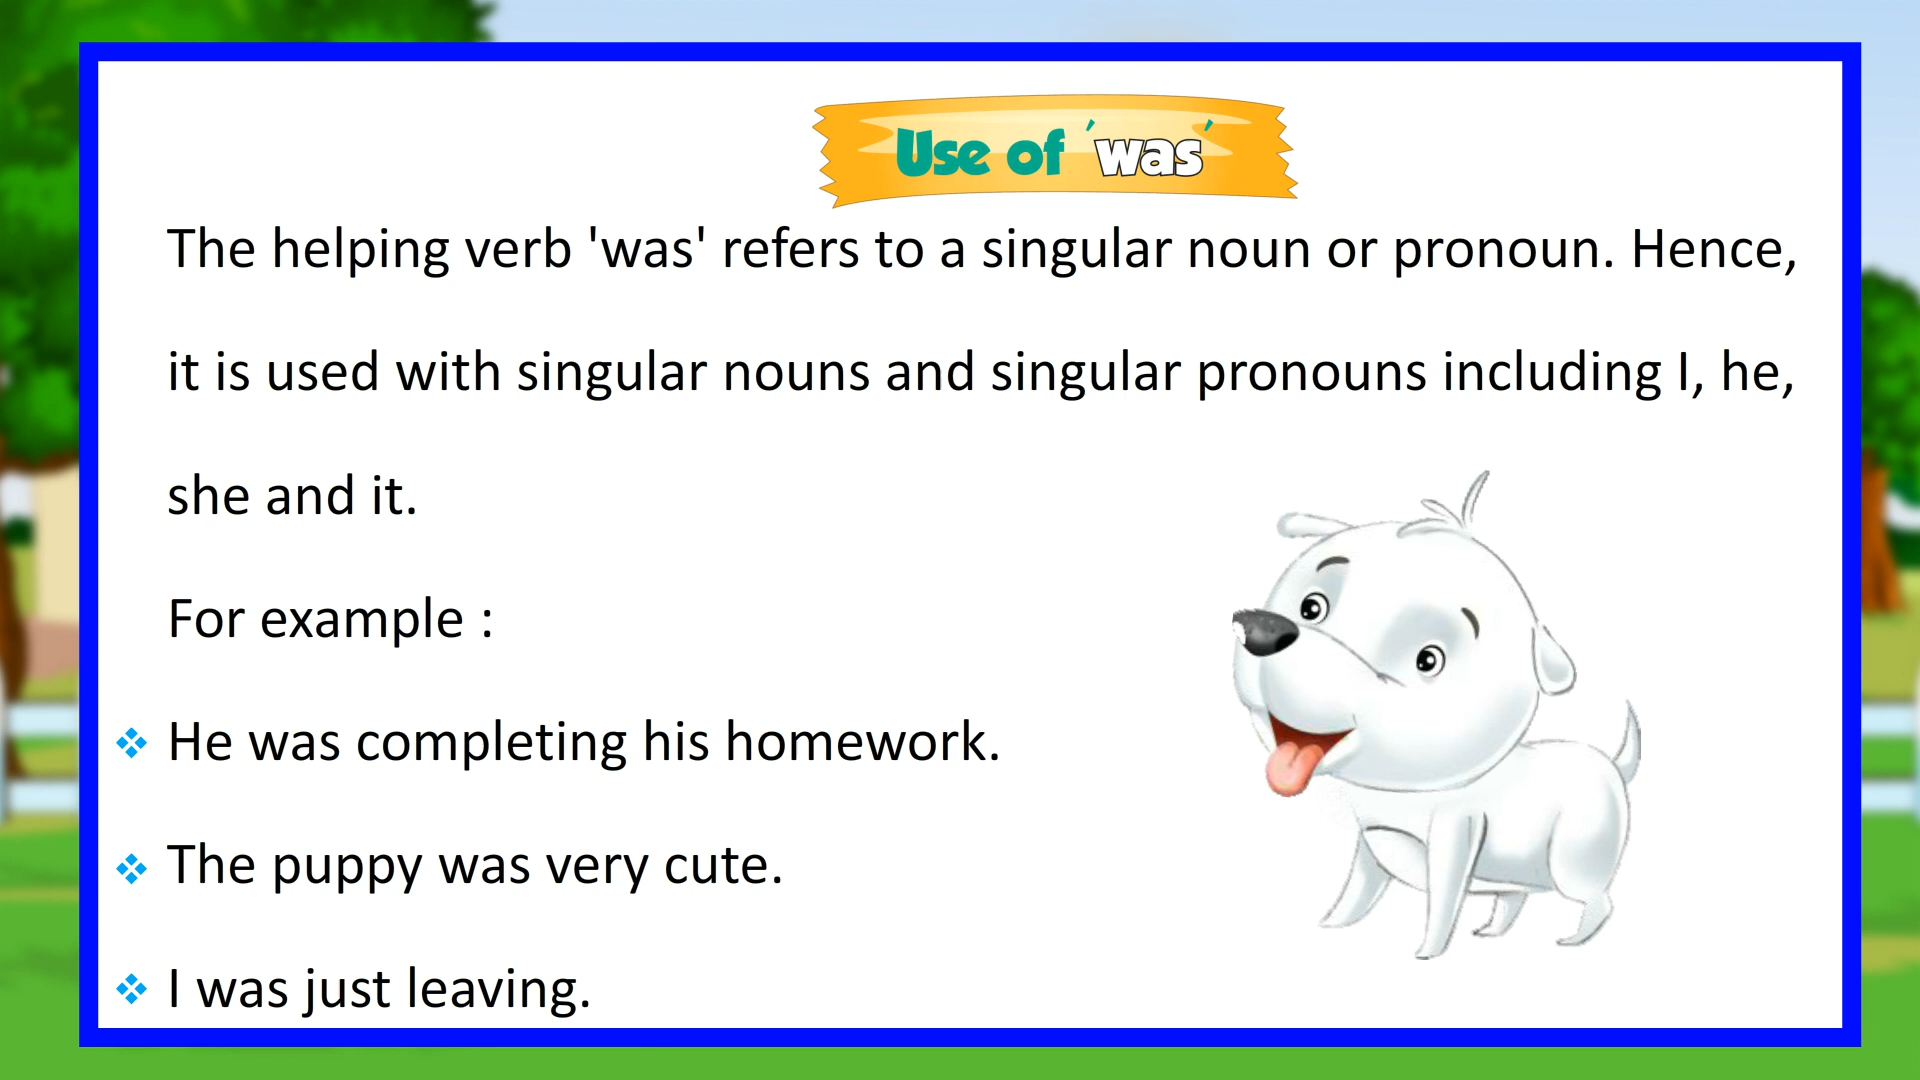 Use of 'was'
The helping verb 'was' refers to a singular noun or pronoun. Hence,
it is used with singular nouns and singular pronouns including I, he,
she and it.
For example :
❖ He was completing his homework.
❖ The puppy was very cute.
❖ I was just leaving.